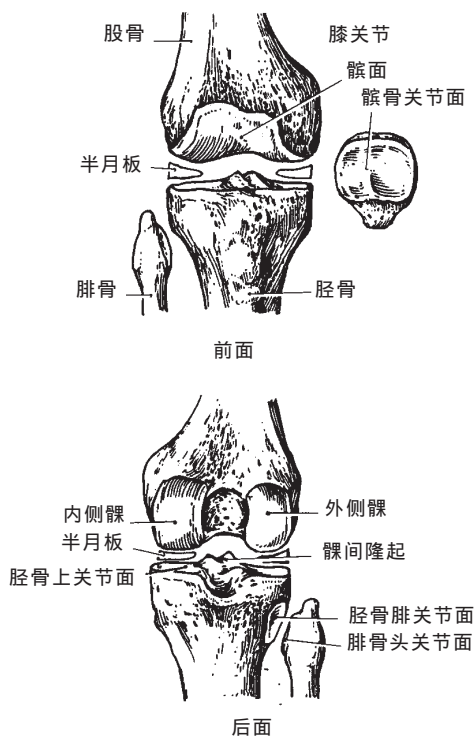 股骨
膝关节
髌面
髌骨关节面
半月板
腓骨
胫骨
前面
内侧髁
外侧髁
半月板
髁间隆起
胫骨上关节面
胫骨腓关节面
腓骨头关节面
后面